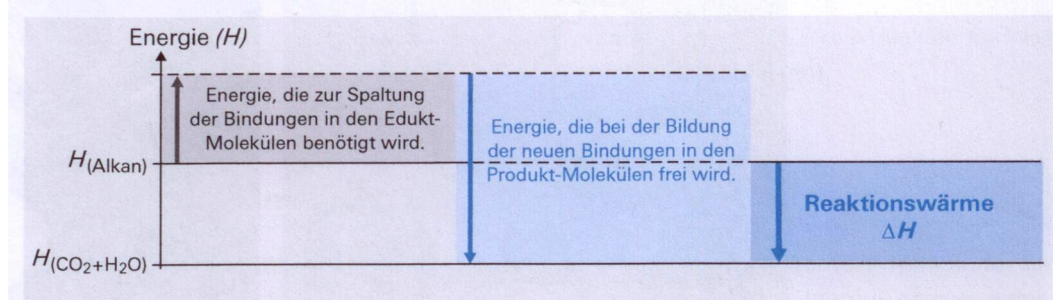 Energie (H)
Energie, die zur Spaltung
der Bindungen in den Edukt-
Molekülen benötigt wird.
Energie, die bei der Bildung
der neuen Bindungen in den
Produkt-Molekülen frei wird.
H(Alkan)
Reaktionswärme
ΔH
H(CO₂+H₂O)